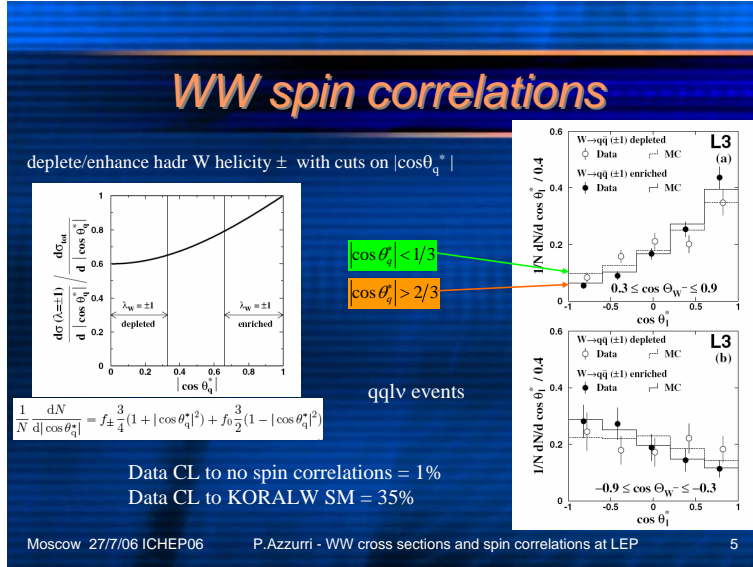 WW spin correlations
deplete/enhance hadr W helicity ± with cuts on |cosθq* |
dσ (λ=±1) / d |cos θq*| / dσtot / d |cos θq*|
1
0.8
0.6
0.4
0.2
0
λW = ±1
depleted
λW = ±1
enriched
0 0.2 0.4 0.6 0.8 1
|cos θq*|
1/N dN/d|cos θq*| = f± 3/4 (1 + |cos θq*|²) + f0 3/2 (1 − |cos θq*|²)
|cos θq*| < 1/3
|cos θq*| > 2/3
qqlν events
Data CL to no spin correlations = 1%
Data CL to KORALW SM = 35%
1/N dN/d cos θl* / 0.4
0.6
0.4
0.2
0
W→qq̄ (±1) depleted
Data MC
W→qq̄ (±1) enriched
Data MC
L3
(a)
0.3 ≤ cos ΘW− ≤ 0.9
-1 -0.5 0 0.5 1
cos θl*
1/N dN/d cos θl* / 0.4
0.6
0.4
0.2
0
W→qq̄ (±1) depleted
Data MC
W→qq̄ (±1) enriched
Data MC
L3
(b)
−0.9 ≤ cos ΘW− ≤ −0.3
-1 -0.5 0 0.5 1
cos θl*
Moscow 27/7/06 ICHEP06 P.Azzurri - WW cross sections and spin correlations at LEP 5